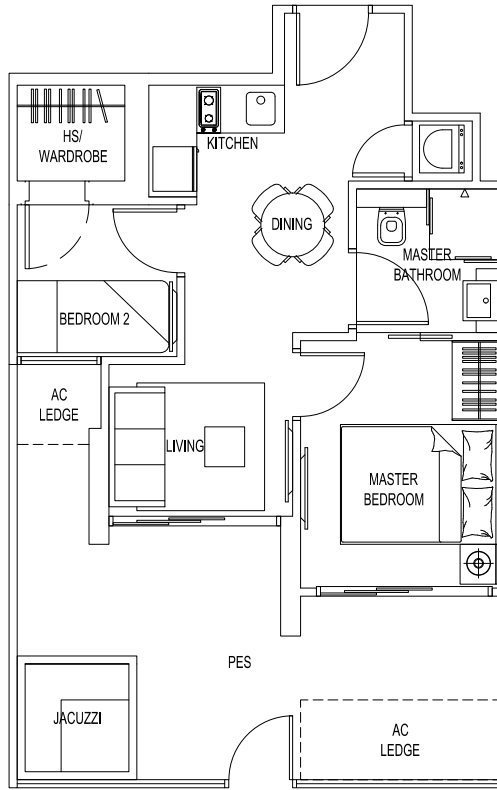 HS/
WARDROBE
KITCHEN
DINING
MASTER
BATHROOM
BEDROOM 2
AC
LEDGE
LIVING
MASTER
BEDROOM
PES
JACUZZI
AC
LEDGE